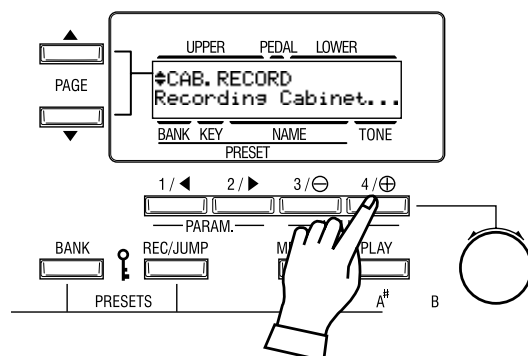 UPPER PEDAL LOWER
PAGE
CAB. RECORD
Recording Cabinet...
BANK KEY NAME TONE
PRESET
1 / ◀ 2 / ▶ 3 / ⊖ 4 / ⊕
PARAM.
BANK REC/JUMP PLAY
PRESETS A# B